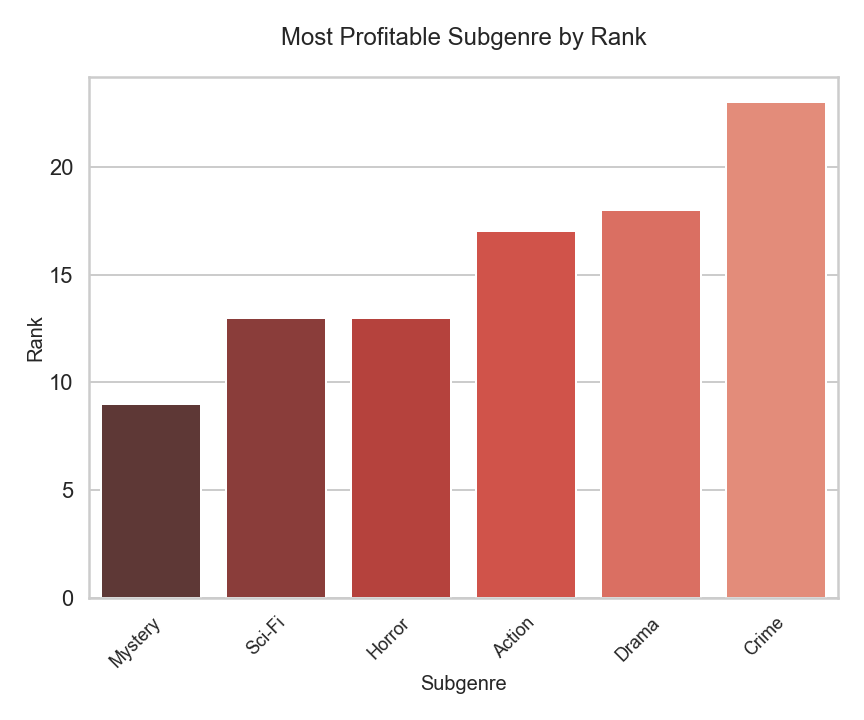 Most Profitable Subgenre by Rank
20
15
10
5
0
Rank
Mystery
Sci-Fi
Horror
Action
Drama
Crime
Subgenre